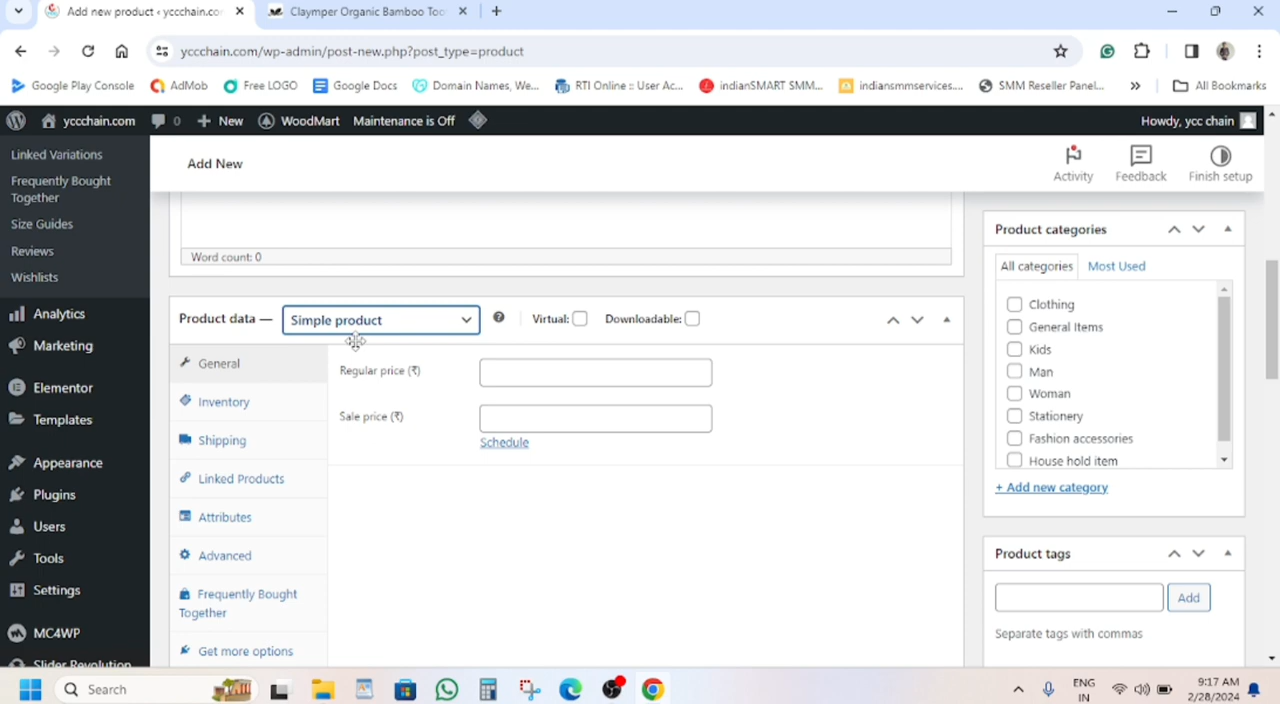 Add new product ‹ yccchain.co
Claymper Organic Bamboo Too
yccchain.com/wp-admin/post-new.php?post_type=product
Google Play Console
AdMob
Free LOGO
Google Docs
Domain Names, We...
RTI Online :: User Ac...
indianSMART SMM...
indiansmmservices....
SMM Reseller Panel...
»
All Bookmarks
yccchain.com
0
+ New
WoodMart
Maintenance is Off
Howdy, ycc chain
Linked Variations
Frequently Bought
Together
Size Guides
Reviews
Wishlists
Analytics
Marketing
Elementor
Templates
Appearance
Plugins
Users
Tools
Settings
MC4WP
Slider Revolution
Add New
Activity
Feedback
Finish setup
Word count: 0
Product data —
Simple product
Virtual:
Downloadable:
General
Inventory
Shipping
Linked Products
Attributes
Advanced
Frequently Bought
Together
Get more options
Regular price (₹)
Sale price (₹)
Schedule
Product categories
All categories
Most Used
Clothing
General Items
Kids
Man
Woman
Stationery
Fashion accessories
House hold item
+ Add new category
Product tags
Add
Separate tags with commas
Search
ENG
IN
9:17 AM
2/28/2024